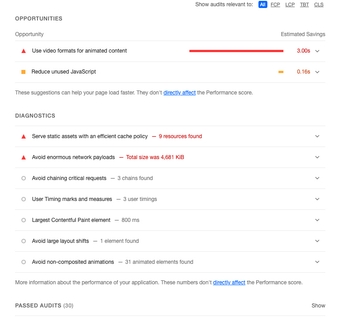 Show audits relevant to: All FCP LCP TBT CLS
OPPORTUNITIES
Opportunity Estimated Savings
Use video formats for animated content 3.00s
Reduce unused JavaScript 0.16s
These suggestions can help your page load faster. They don't directly affect the Performance score.
DIAGNOSTICS
Serve static assets with an efficient cache policy — 9 resources found
Avoid enormous network payloads — Total size was 4,681 KiB
Avoid chaining critical requests — 3 chains found
User Timing marks and measures — 3 user timings
Largest Contentful Paint element — 800 ms
Avoid large layout shifts — 1 element found
Avoid non-composited animations — 31 animated elements found
More information about the performance of your application. These numbers don't directly affect the Performance score.
PASSED AUDITS (30) Show